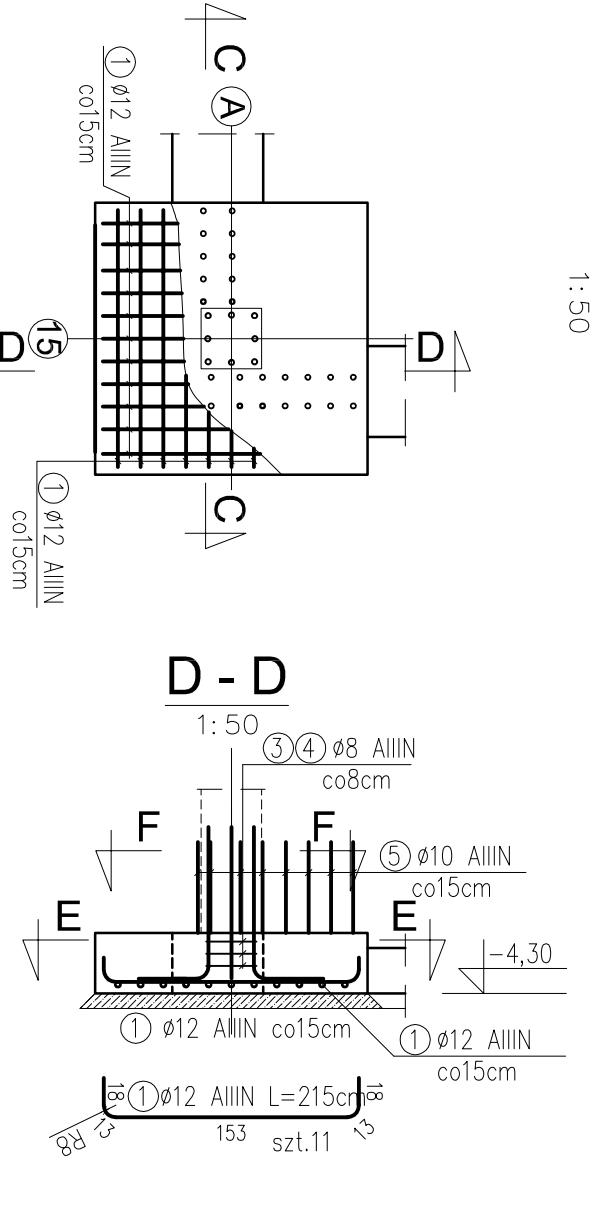 C
A
1 ø12 AIIIN
co15cm
1:50
D
15
D
C
1 ø12 AIIIN
co15cm
D - D
1:50
3 4 ø8 AIIIN
co8cm
F
F
5 ø10 AIIIN
co15cm
E
E
-4,30
1 ø12 AIIIN co15cm
1 ø12 AIIIN
co15cm
18
1 ø12 AIIIN L=215cm
18
R8
13
153
szt.11
13